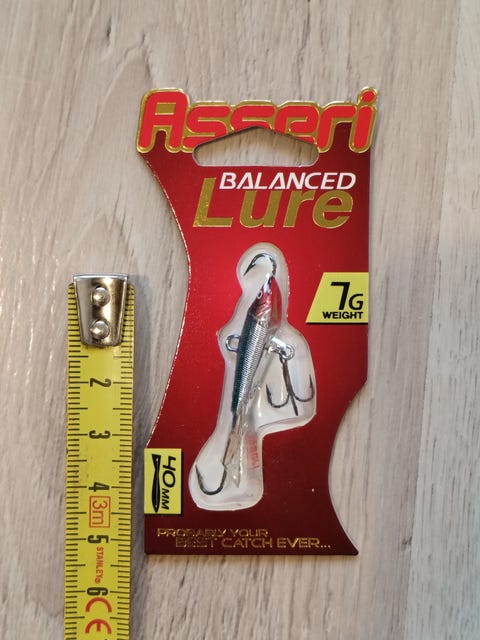 Asseri
BALANCED
Lure
7G
WEIGHT
40MM
PROBABLY YOUR
BEST CATCH EVER...
2
3
4
3m
5
STANLEY®
6
CE